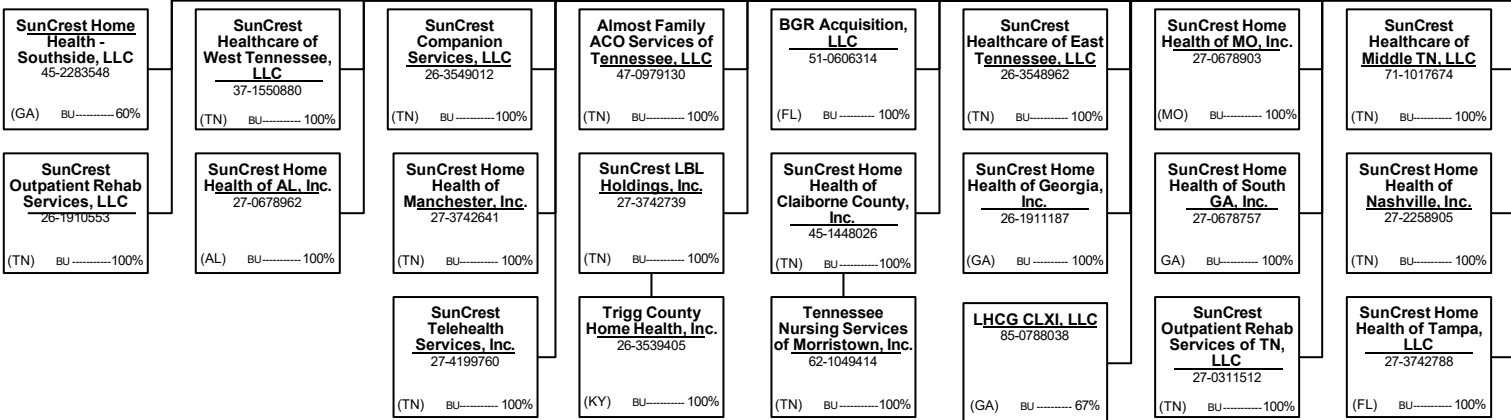 SunCrest Home
Health -
Southside, LLC
45-2283548
(GA) BU-----------60%
SunCrest
Healthcare of
West Tennessee,
LLC
37-1550880
(TN) BU----------- 100%
SunCrest
Companion
Services, LLC
26-3549012
(TN) BU-----------100%
Almost Family
ACO Services of
Tennessee, LLC
47-0979130
(TN) BU----------- 100%
BGR Acquisition,
LLC
51-0606314
(FL) BU----------- 100%
SunCrest
Healthcare of East
Tennessee, LLC
26-3548962
(TN) BU----------- 100%
SunCrest Home
Health of MO, Inc.
27-0678903
(MO) BU----------- 100%
SunCrest
Healthcare of
Middle TN, LLC
71-1017674
(TN) BU----------- 100%
SunCrest
Outpatient Rehab
Services, LLC
26-1910553
(TN) BU-----------100%
SunCrest Home
Health of AL, Inc.
27-0678962
(AL) BU-----------100%
SunCrest Home
Health of
Manchester, Inc.
27-3742641
(TN) BU----------- 100%
SunCrest LBL
Holdings, Inc.
27-3742739
(TN) BU----------- 100%
SunCrest Home
Health of
Claiborne County,
Inc.
45-1448026
(TN) BU----------- 100%
SunCrest Home
Health of Georgia,
Inc.
26-1911187
(GA) BU----------- 100%
SunCrest Home
Health of South
GA, Inc.
27-0678757
GA) BU----------- 100%
SunCrest Home
Health of
Nashville, Inc.
27-2258905
(TN) BU----------- 100%
SunCrest
Telehealth
Services, Inc.
27-4199760
(TN) BU----------- 100%
Trigg County
Home Health, Inc.
26-3539405
(KY) BU----------- 100%
Tennessee
Nursing Services
of Morristown, Inc.
62-1049414
(TN) BU----------- 100%
LHCG CLXI, LLC
85-0788038
(GA) BU---------- 67%
SunCrest
Outpatient Rehab
Services of TN,
LLC
27-0311512
(TN) BU----------- 100%
SunCrest Home
Health of Tampa,
LLC
27-3742788
(FL) BU----------- 100%